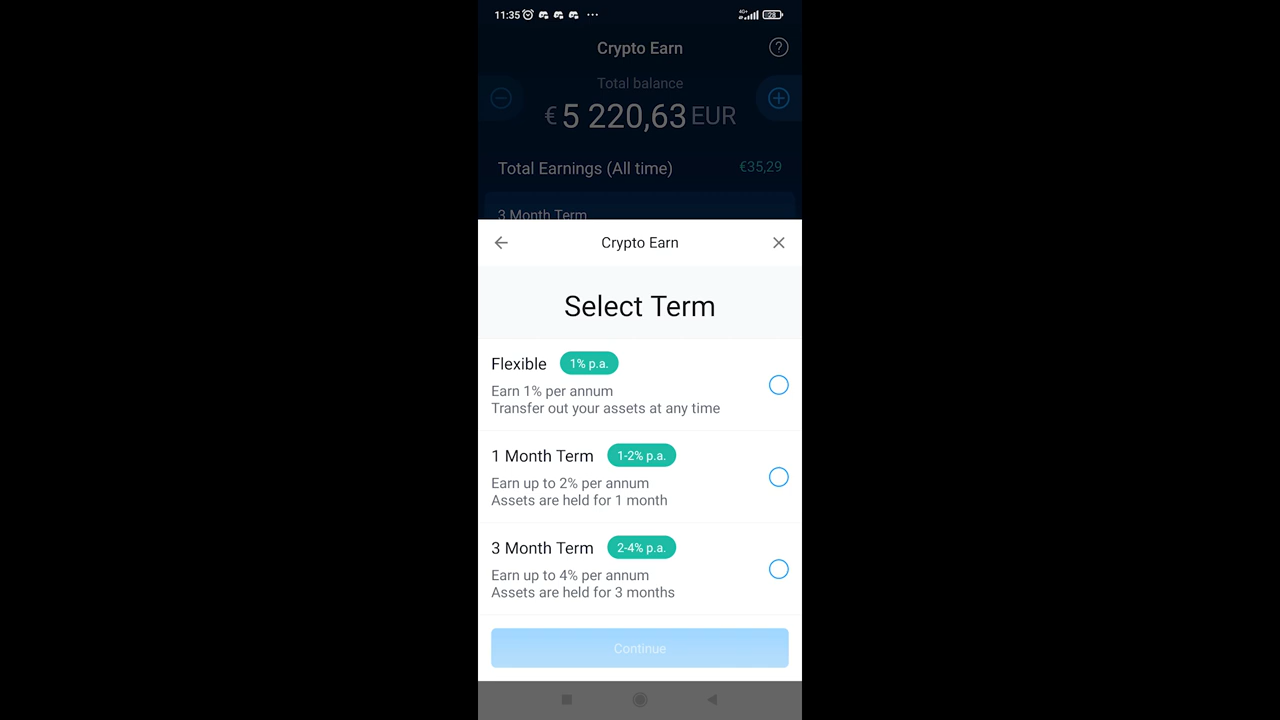 11:35
4G+
28
Crypto Earn
?
Total balance
€ 5 220,63 EUR
Total Earnings (All time) €35,29
3 Month Term
Crypto Earn
Select Term
Flexible 1% p.a.
Earn 1% per annum
Transfer out your assets at any time
1 Month Term 1-2% p.a.
Earn up to 2% per annum
Assets are held for 1 month
3 Month Term 2-4% p.a.
Earn up to 4% per annum
Assets are held for 3 months
Continue